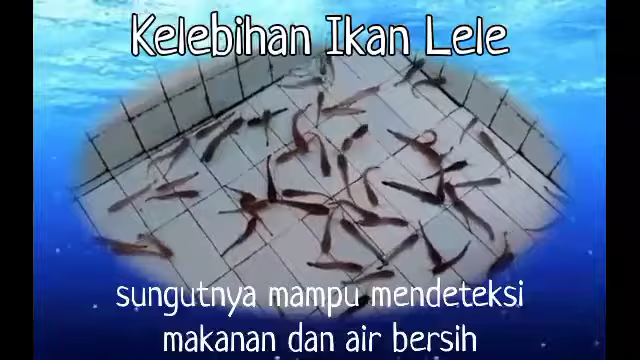 Kelebihan Ikan Lele
sungutnya mampu mendeteksi
makanan dan air bersih